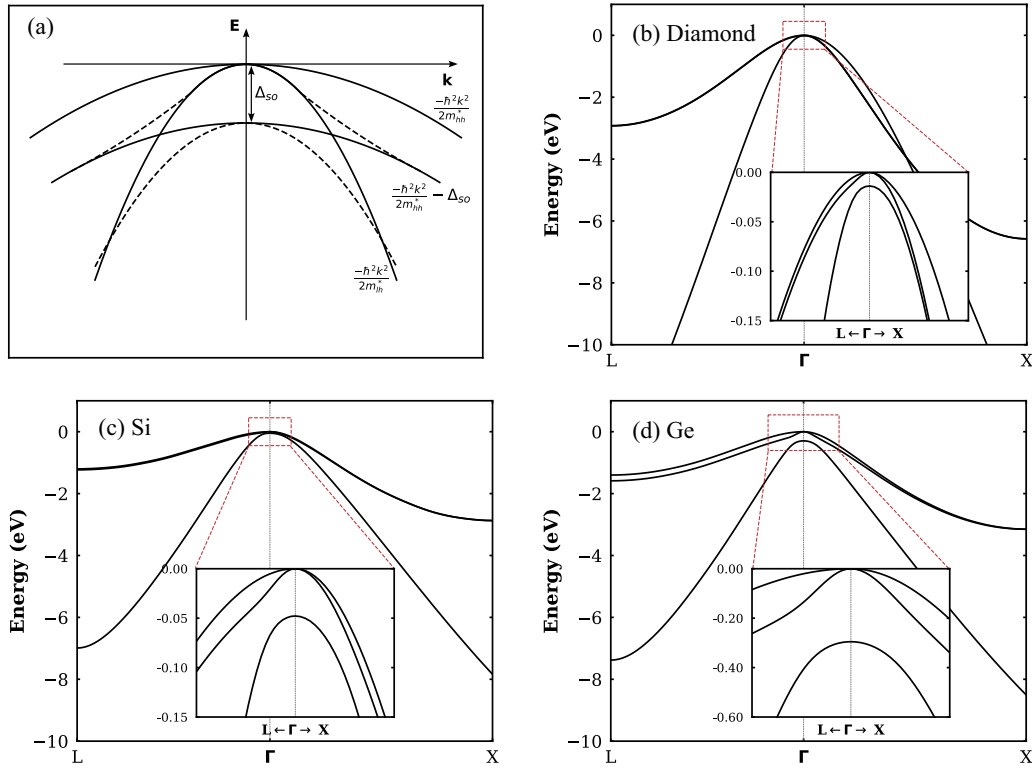 (a)
E
k
Δso
−ℏ²k²/2m*hh
−ℏ²k²/2m*hh − Δso
−ℏ²k²/2m*lh
(b) Diamond
Energy (eV)
0
−2
−4
−6
−8
−10
L
Γ
X
0.00
-0.05
-0.10
-0.15
L ← Γ → X
(c) Si
Energy (eV)
0
−2
−4
−6
−8
−10
L
Γ
X
0.00
-0.05
-0.10
-0.15
L ← Γ → X
(d) Ge
Energy (eV)
0
−2
−4
−6
−8
−10
L
Γ
X
0.00
-0.20
-0.40
-0.60
L ← Γ → X